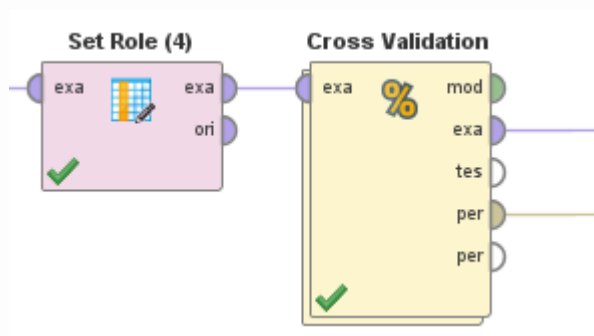 Set Role (4)
Cross Validation
exa
exa
ori
exa
%
mod
exa
tes
per
per